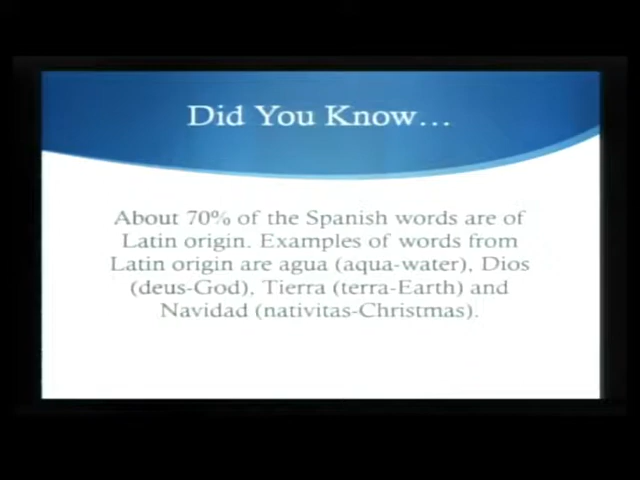 Did You Know...
About 70% of the Spanish words are of
Latin origin. Examples of words from
Latin origin are agua (aqua-water), Dios
(deus-God), Tierra (terra-Earth) and
Navidad (nativitas-Christmas).